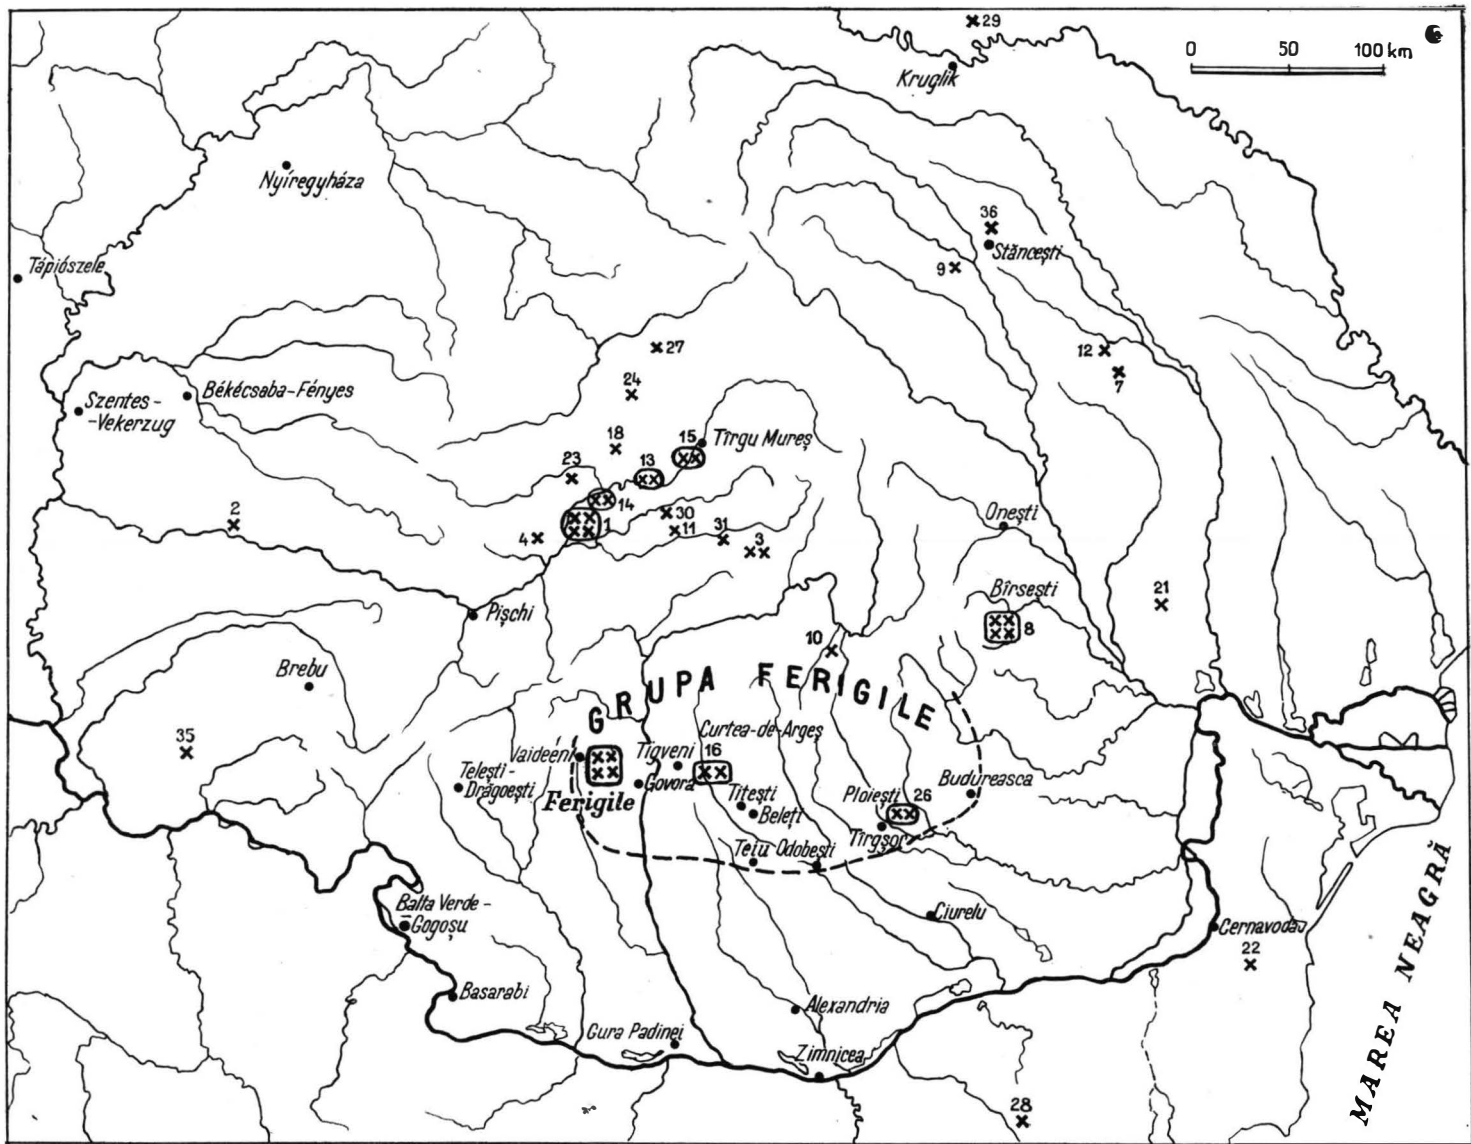 29
0 50 100 km
Kruglik
Nyíregyháza
36
Stăncești
9
Tápiószele
27
12
7
24
Békécsaba-Fényes
Szentes-
-Vekerzug
18
15
Tîrgu Mureș
23
13
14
2
30
1
11
31
4
3
Onești
Bîrsești
21
8
Pișchi
10
Brebu
GRUPA FERIGILE
35
Curtea-de-Argeș
Vaideeni
Tigveni
16
Telești-
Drăgoești
Govora
Budureasca
Ferigile
Titești
Ploiești
26
Beleți
Tîrgșor
Teiu
Odobești
Balta Verde-
Gogoșu
Ciurelu
Cernavodă
22
Basarabi
Alexandria
Gura Padinei
Zimnicea
28
MAREA NEAGRĂ